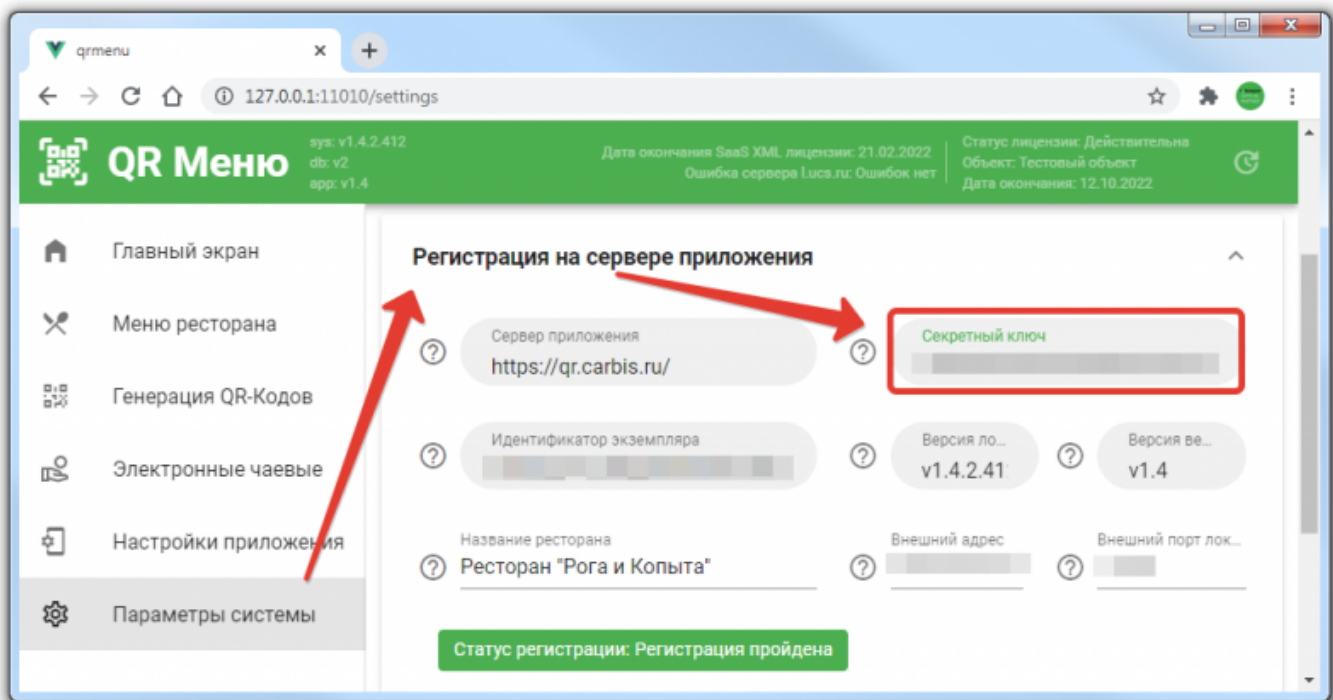 qrmenu
127.0.0.1:11010/settings
QR Меню
sys: v1.4.2.412
db: v2
app: v1.4
Дата окончания SaaS XML лицензии: 21.02.2022
Ошибка сервера l.ucs.ru: Ошибок нет
Статус лицензии: Действительна
Объект: Тестовый объект
Дата окончания: 12.10.2022
Главный экран
Меню ресторана
Генерация QR-Кодов
Электронные чаевые
Настройки приложения
Параметры системы
Регистрация на сервере приложения
Сервер приложения
https://qr.carbis.ru/
Секретный ключ
Идентификатор экземпляра
Версия ло...
v1.4.2.41
Версия ве...
v1.4
Название ресторана
Ресторан "Рога и Копыта"
Внешний адрес
Внешний порт лок...
Статус регистрации: Регистрация пройдена